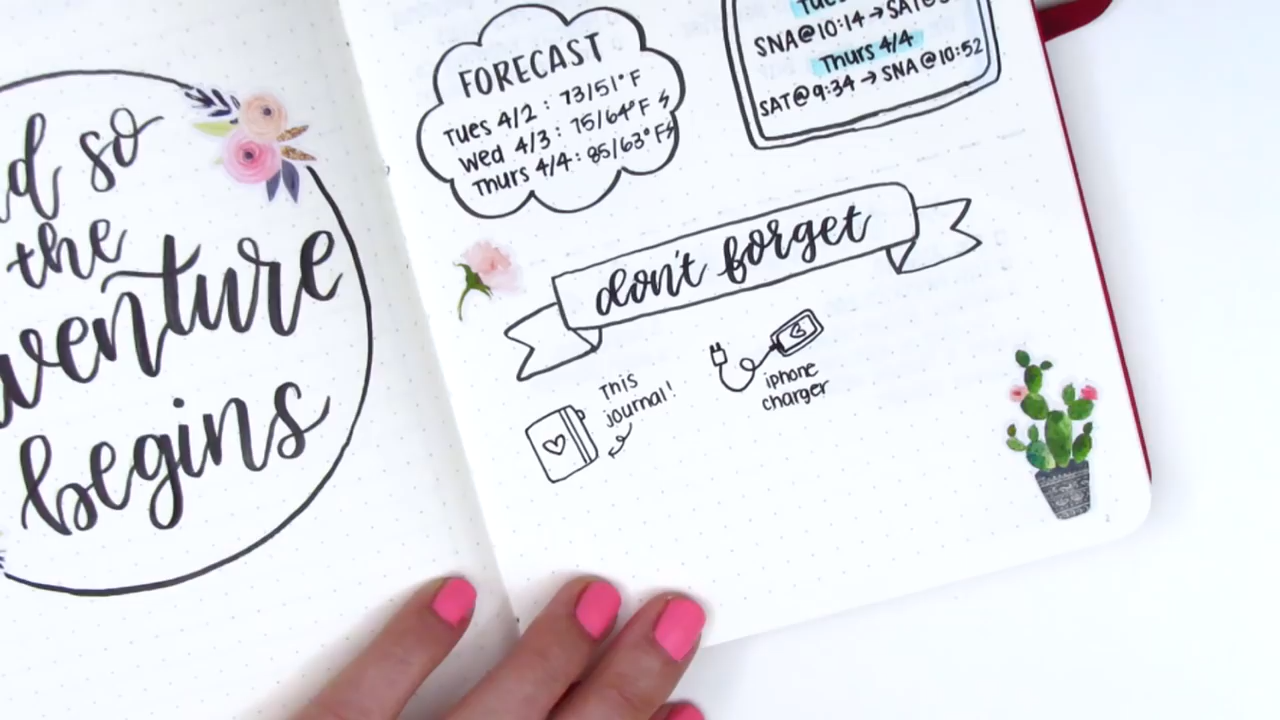 so
the
venture
begins
FORECAST
Tues 4/2 : 73/51°F
Wed 4/3 : 75/64°F
Thurs 4/4 : 85/63°F
SNA@10:14→SAT@
Thurs 4/4
SAT@9:34 → SNA@10:52
don't forget
This
journal!
iphone
charger
2